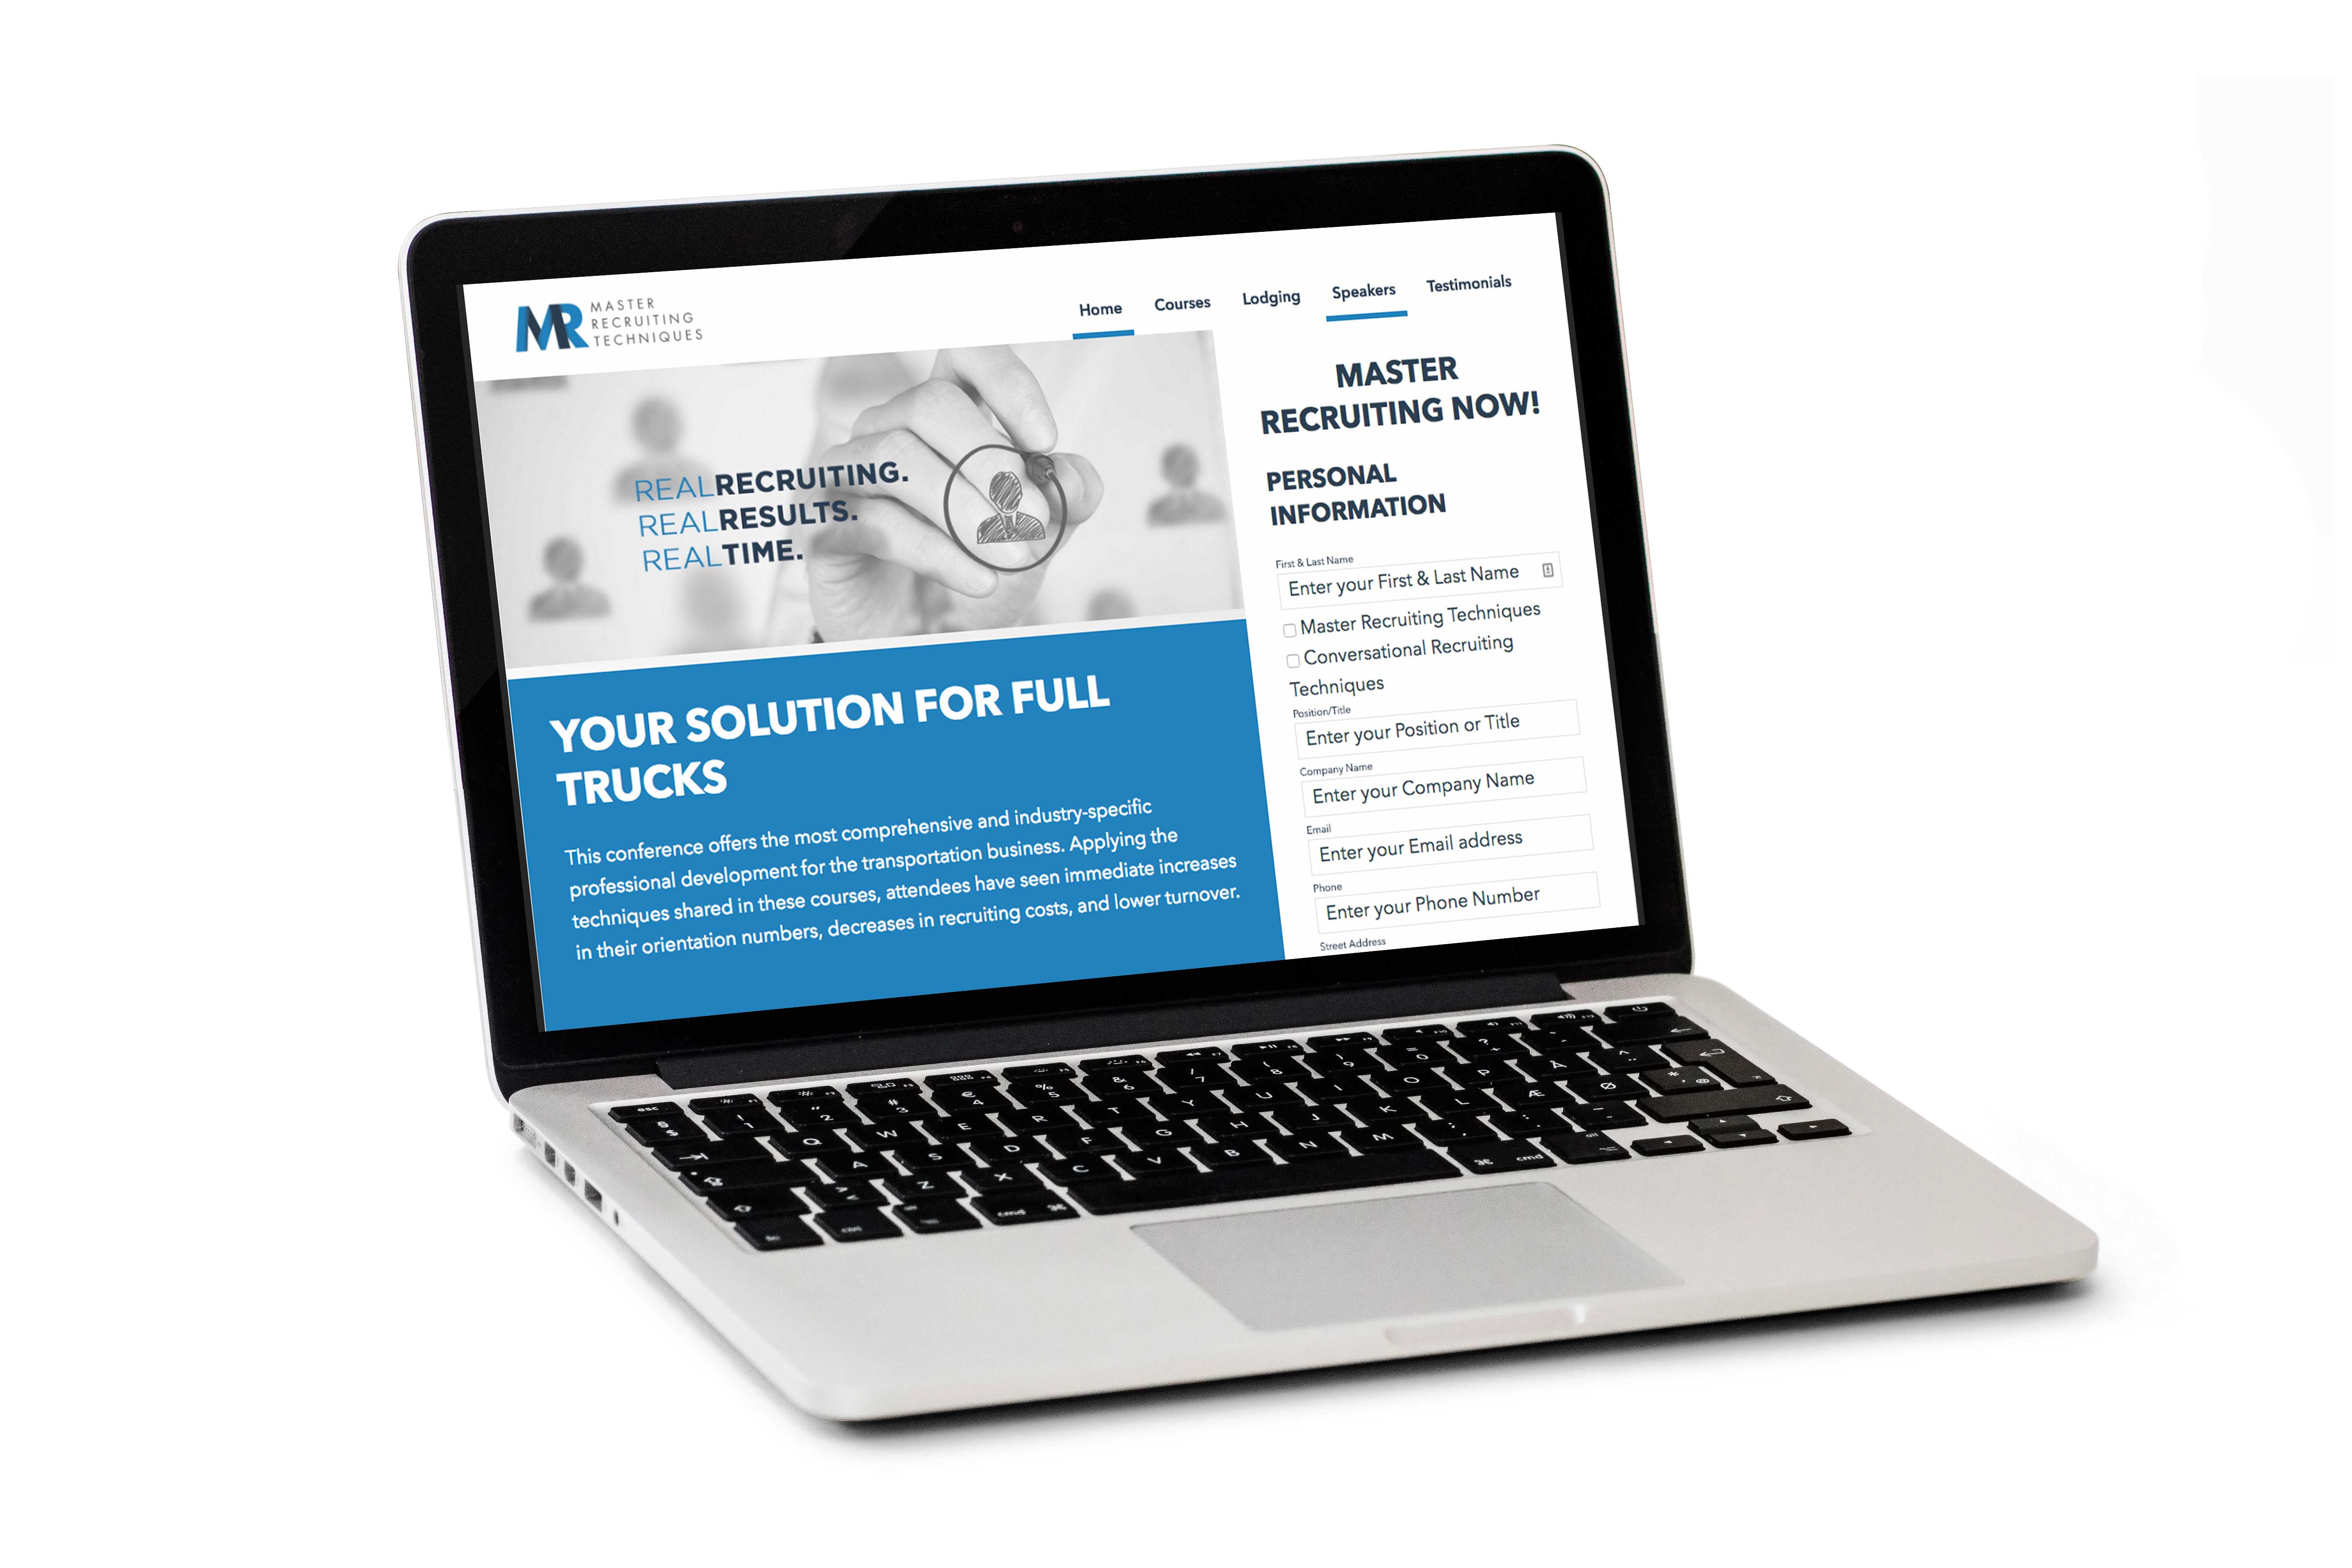 MR MASTER
RECRUITING
TECHNIQUES
Home Courses Lodging Speakers Testimonials
REALRECRUITING.
REALRESULTS.
REALTIME.
YOUR SOLUTION FOR FULL
TRUCKS
This conference offers the most comprehensive and industry-specific
professional development for the transportation business. Applying the
techniques shared in these courses, attendees have seen immediate increases
in their orientation numbers, decreases in recruiting costs, and lower turnover.
MASTER
RECRUITING NOW!
PERSONAL
INFORMATION
First & Last Name
Enter your First & Last Name
Master Recruiting Techniques
Conversational Recruiting
Techniques
Position/Title
Enter your Position or Title
Company Name
Enter your Company Name
Email
Enter your Email address
Phone
Enter your Phone Number
Street Address
esc
Q W E R T Y U I O P Å
A S D F G H J K L Æ Ø
Z X C V B N M
cmd cmd